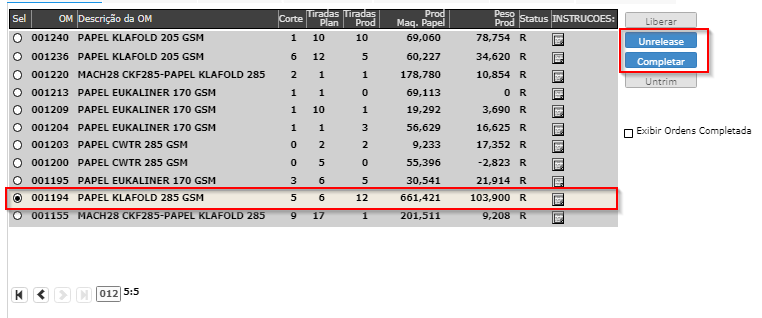 Sel OM Descrição da OM Corte Tiradas Plan Tiradas Prod Prod Maq. Papel Peso Prod Status INSTRUCOES:
001240 PAPEL KLAFOLD 205 GSM 1 10 10 69,060 78,754 R
001236 PAPEL KLAFOLD 205 GSM 6 12 5 60,227 34,620 R
001220 MACH28 CKF285-PAPEL KLAFOLD 285 2 1 1 178,780 10,854 R
001213 PAPEL EUKALINER 170 GSM 1 1 0 69,113 0 R
001209 PAPEL EUKALINER 170 GSM 1 10 1 19,292 3,690 R
001204 PAPEL EUKALINER 170 GSM 1 1 3 56,629 16,625 R
001203 PAPEL CWTR 285 GSM 0 2 2 9,233 17,352 R
001200 PAPEL CWTR 285 GSM 0 5 0 55,396 -2,823 R
001195 PAPEL EUKALINER 170 GSM 3 6 5 30,541 21,914 R
001194 PAPEL KLAFOLD 285 GSM 5 6 12 661,421 103,900 R
001155 MACH28 CKF285-PAPEL KLAFOLD 285 9 17 1 201,511 9,208 R
Liberar
Unrelease
Completar
Untrim
Exibir Ordens Completada
012 5:5